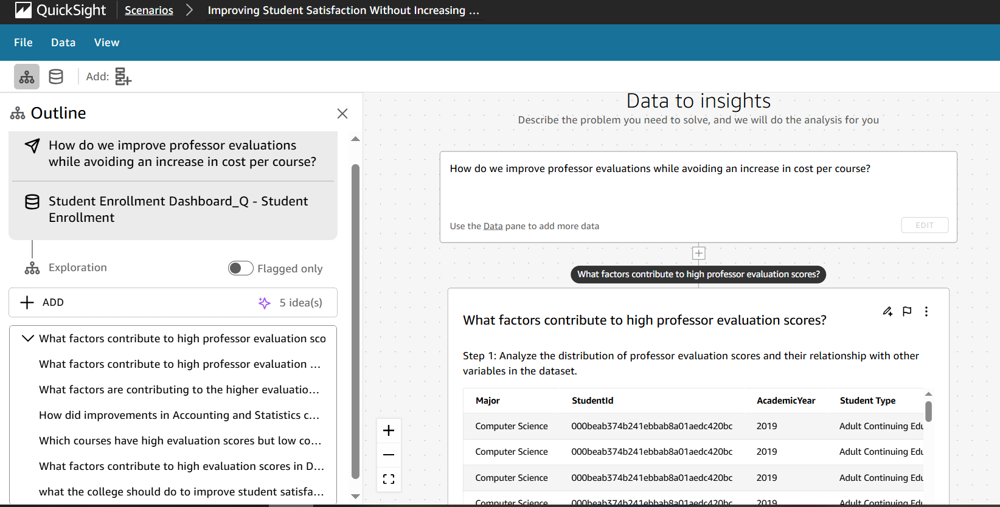 QuickSight
Scenarios
Improving Student Satisfaction Without Increasing ...
File
Data
View
Add:
Outline
How do we improve professor evaluations
while avoiding an increase in cost per course?
Student Enrollment Dashboard_Q - Student
Enrollment
Exploration
Flagged only
ADD
5 idea(s)
What factors contribute to high professor evaluation sco
What factors contribute to high professor evaluation ...
What factors are contributing to the higher evaluatio...
How did improvements in Accounting and Statistics c...
Which courses have high evaluation scores but low co...
What factors contribute to high evaluation scores in D...
what the college should do to improve student satisfa...
Data to insights
Describe the problem you need to solve, and we will do the analysis for you
How do we improve professor evaluations while avoiding an increase in cost per course?
Use the Data pane to add more data
EDIT
What factors contribute to high professor evaluation scores?
What factors contribute to high professor evaluation scores?
Step 1: Analyze the distribution of professor evaluation scores and their relationship with other
variables in the dataset.
Major StudentId AcademicYear Student Type
Computer Science 000beab374b241ebbab8a01aedc420bc 2019 Adult Continuing Edu
Computer Science 000beab374b241ebbab8a01aedc420bc 2019 Adult Continuing Edu
Computer Science 000beab374b241ebbab8a01aedc420bc 2019 Adult Continuing Edu
Computer Science 000beab374b241ebbab8a01aedc420bc 2019 Adult Continuing Edu